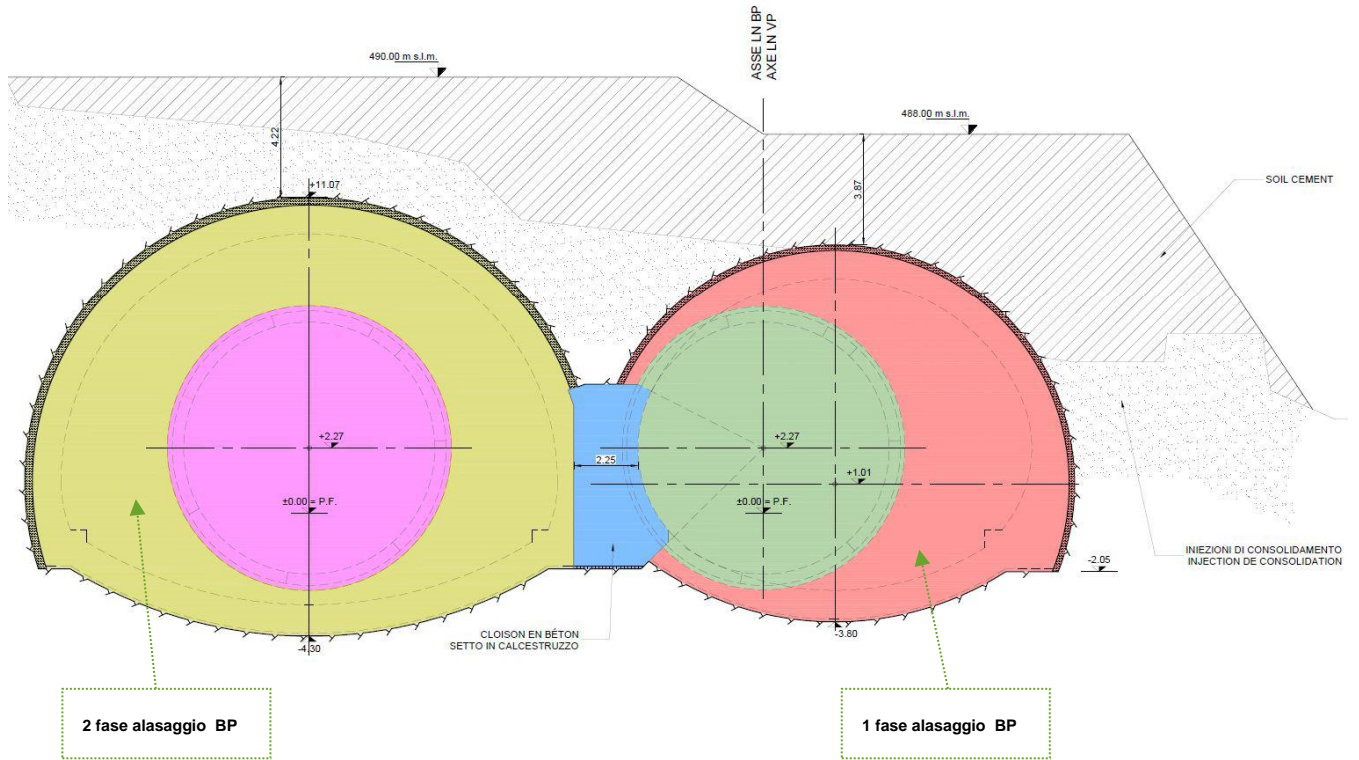 ASSE LN BP
AXE LN VP
490.00 m s.l.m.
488.00 m s.l.m.
4.22
3.87
SOIL CEMENT
+11.07
+2.27
+2.27
2.25
+1.01
±0.00 = P.F.
±0.00 = P.F.
INIEZIONI DI CONSOLIDAMENTO
INJECTION DE CONSOLIDATION
-2.05
CLOISON EN BÉTON
SETTO IN CALCESTRUZZO
-4.30
-3.80
2 fase alasaggio BP
1 fase alasaggio BP